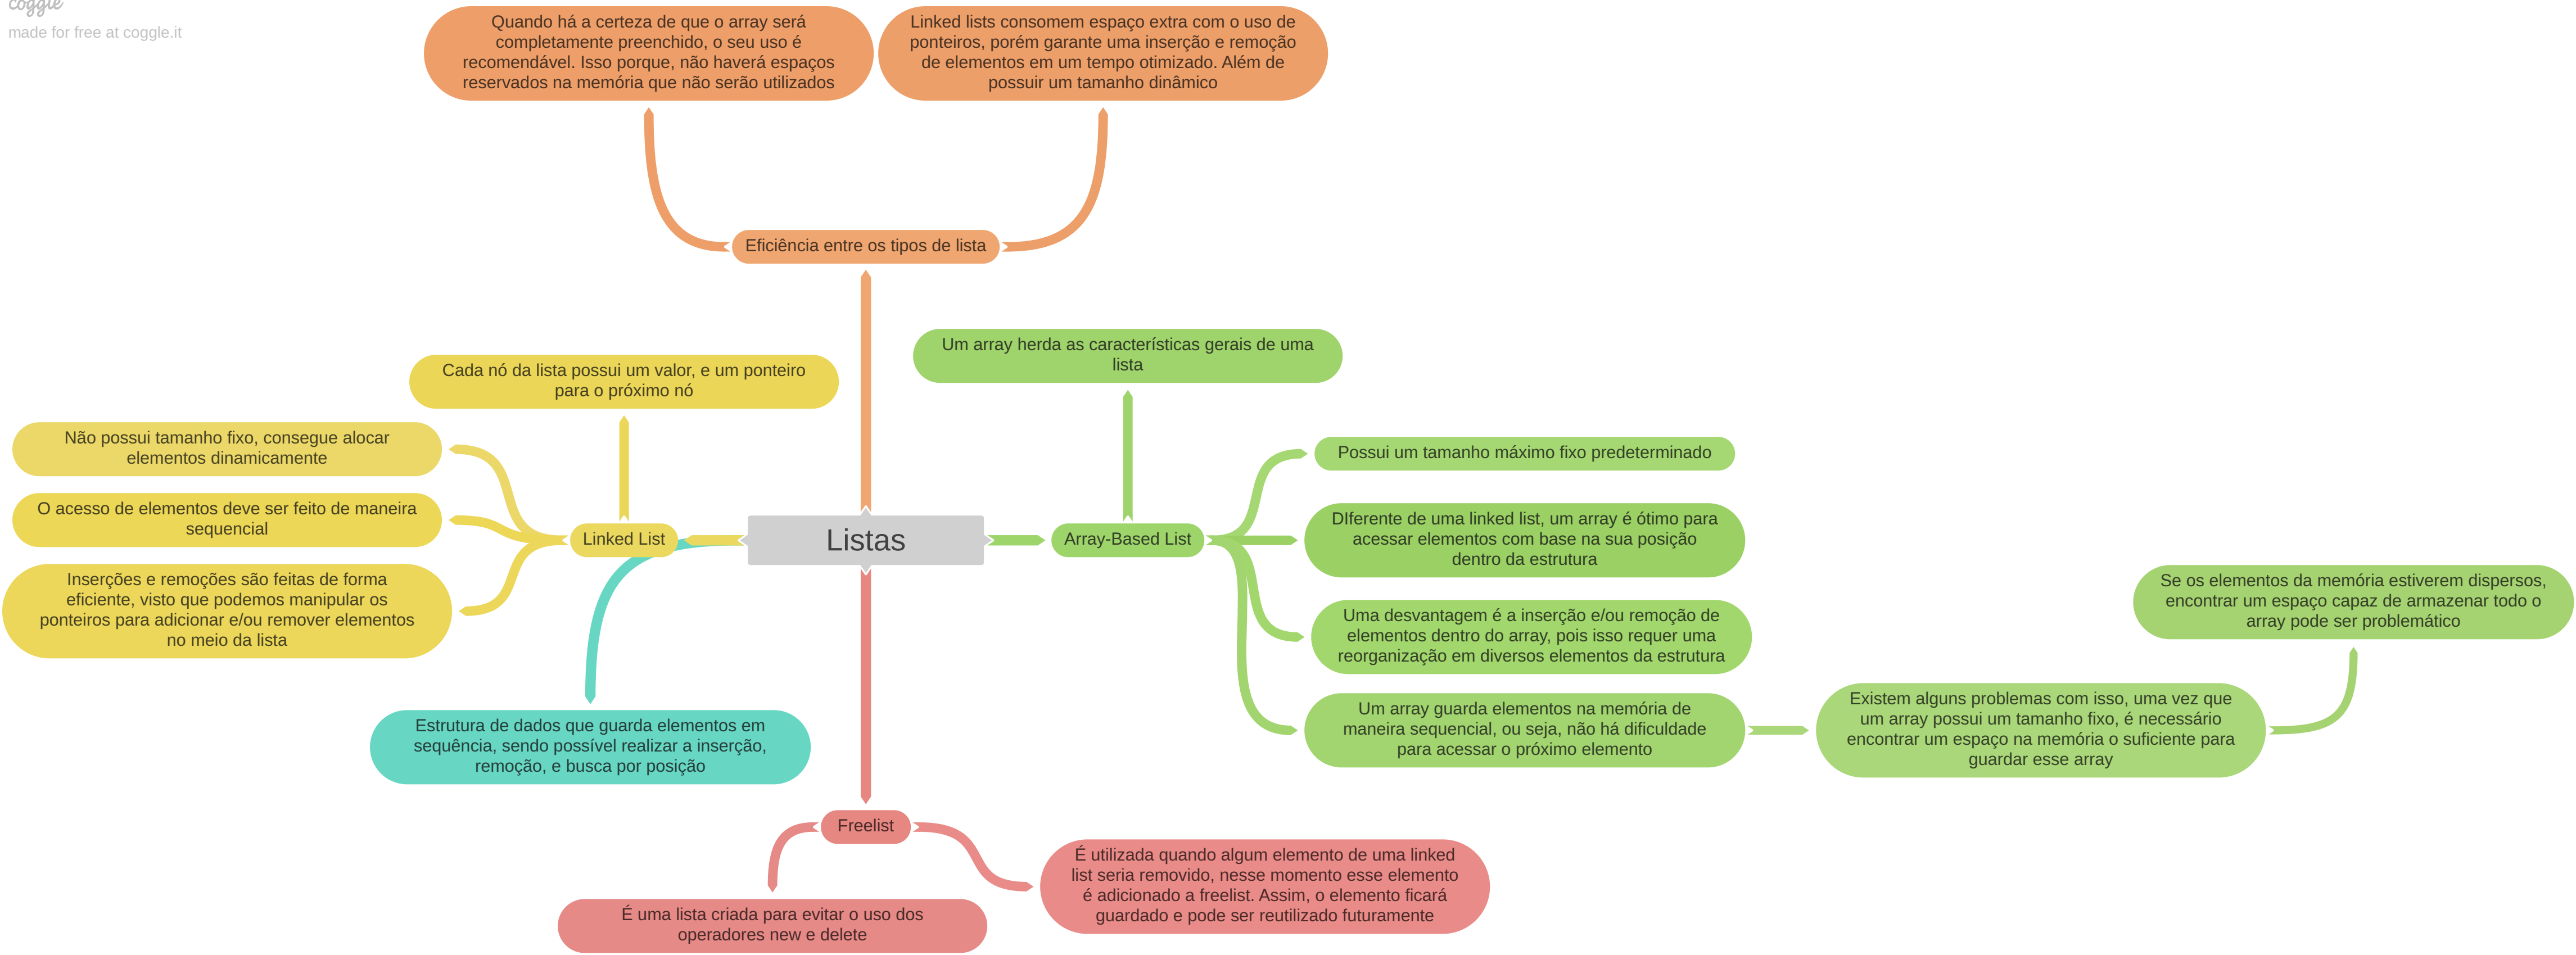 coggle
made for free at coggle.it
Quando há a certeza de que o array será
completamente preenchido, o seu uso é
recomendável. Isso porque, não haverá espaços
reservados na memória que não serão utilizados
Linked lists consomem espaço extra com o uso de
ponteiros, porém garante uma inserção e remoção
de elementos em um tempo otimizado. Além de
possuir um tamanho dinâmico
Eficiência entre os tipos de lista
Um array herda as características gerais de uma
lista
Cada nó da lista possui um valor, e um ponteiro
para o próximo nó
Não possui tamanho fixo, consegue alocar
elementos dinamicamente
O acesso de elementos deve ser feito de maneira
sequencial
Inserções e remoções são feitas de forma
eficiente, visto que podemos manipular os
ponteiros para adicionar e/ou remover elementos
no meio da lista
Linked List
Listas
Array-Based List
Possui um tamanho máximo fixo predeterminado
DIferente de uma linked list, um array é ótimo para
acessar elementos com base na sua posição
dentro da estrutura
Uma desvantagem é a inserção e/ou remoção de
elementos dentro do array, pois isso requer uma
reorganização em diversos elementos da estrutura
Um array guarda elementos na memória de
maneira sequencial, ou seja, não há dificuldade
para acessar o próximo elemento
Existem alguns problemas com isso, uma vez que
um array possui um tamanho fixo, é necessário
encontrar um espaço na memória o suficiente para
guardar esse array
Se os elementos da memória estiverem dispersos,
encontrar um espaço capaz de armazenar todo o
array pode ser problemático
Estrutura de dados que guarda elementos em
sequência, sendo possível realizar a inserção,
remoção, e busca por posição
Freelist
É uma lista criada para evitar o uso dos
operadores new e delete
É utilizada quando algum elemento de uma linked
list seria removido, nesse momento esse elemento
é adicionado a freelist. Assim, o elemento ficará
guardado e pode ser reutilizado futuramente